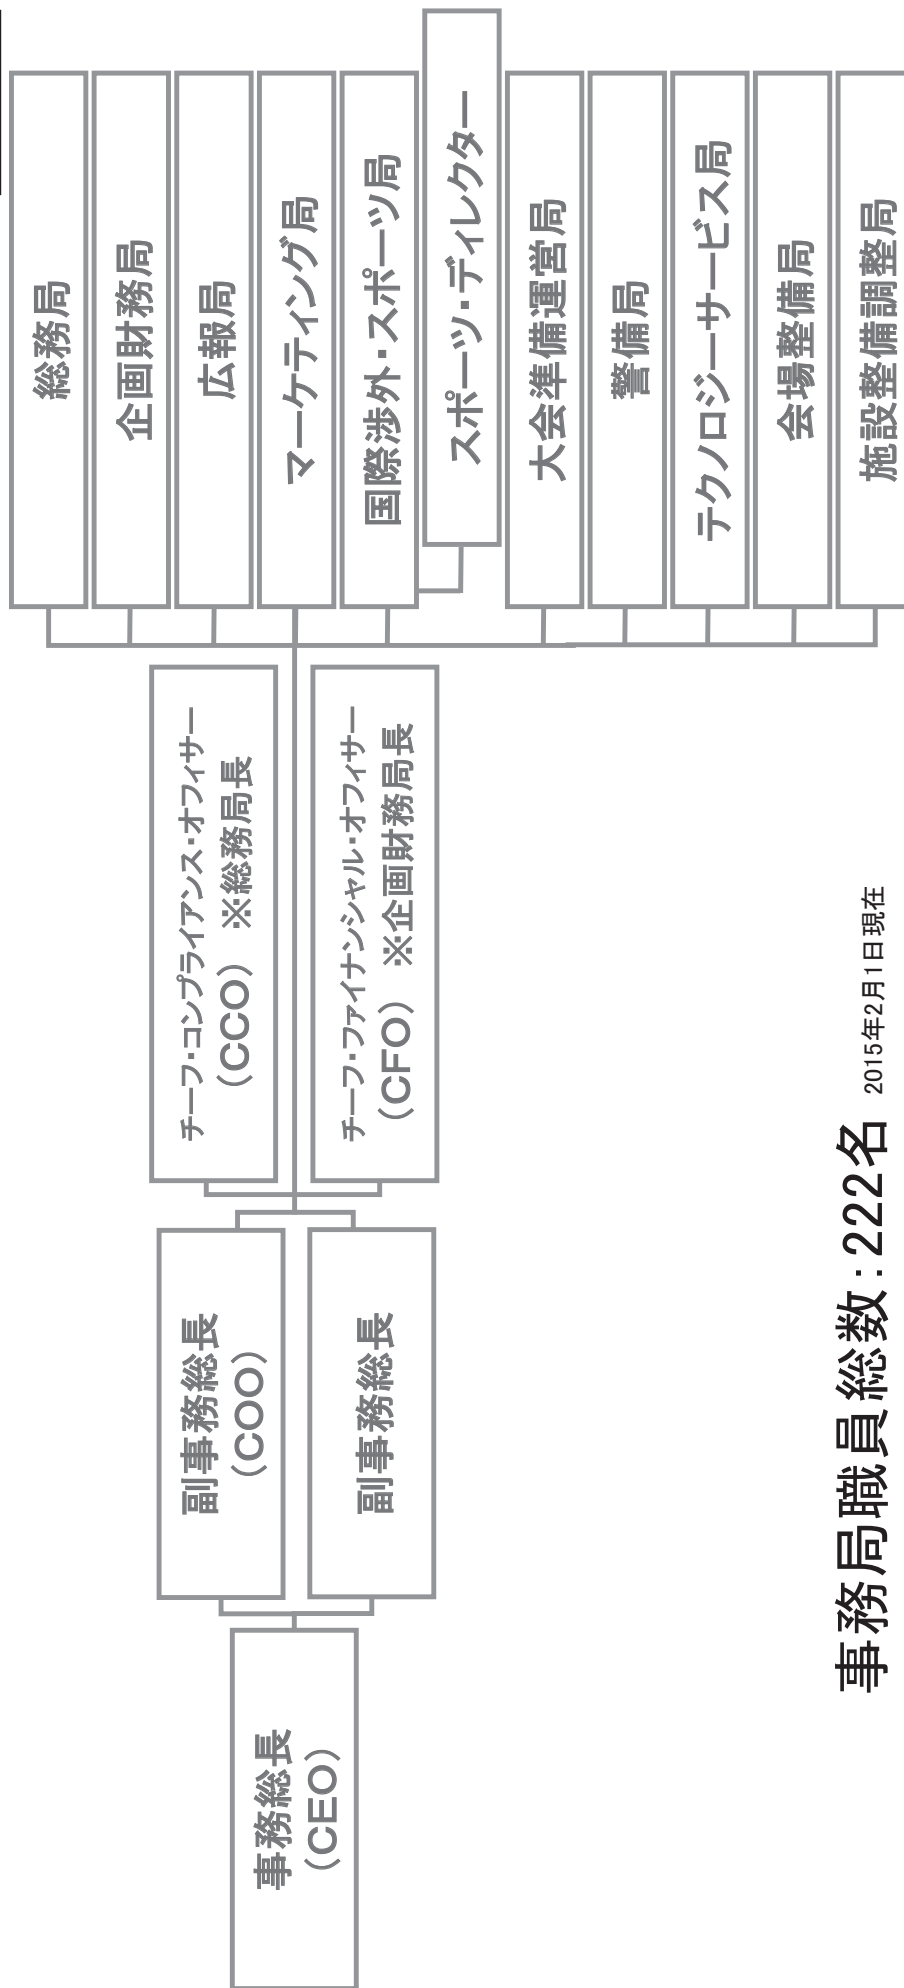 事務総長
（CEO）
副事務総長
（COO）
副事務総長
チーフ・コンプライアンス・オフィサー
（CCO） ※総務局長
チーフ・ファイナンシャル・オフィサー
（CFO） ※企画財務局長
総務局
企画財務局
広報局
マーケティング局
国際渉外・スポーツ局
スポーツ・ディレクター
大会準備運営局
警備局
テクノロジーサービス局
会場整備局
施設整備調整局
事務局職員総数：222名 2015年2月1日現在